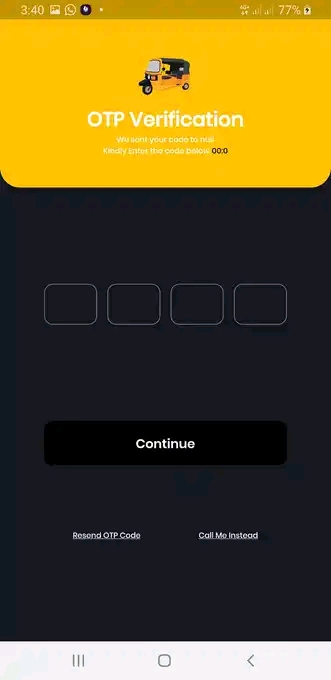 3:40
4G+
77%
OTP Verification
We sent your code to null
Kindly Enter the code below 00:0
Continue
Resend OTP Code
Call Me Instead